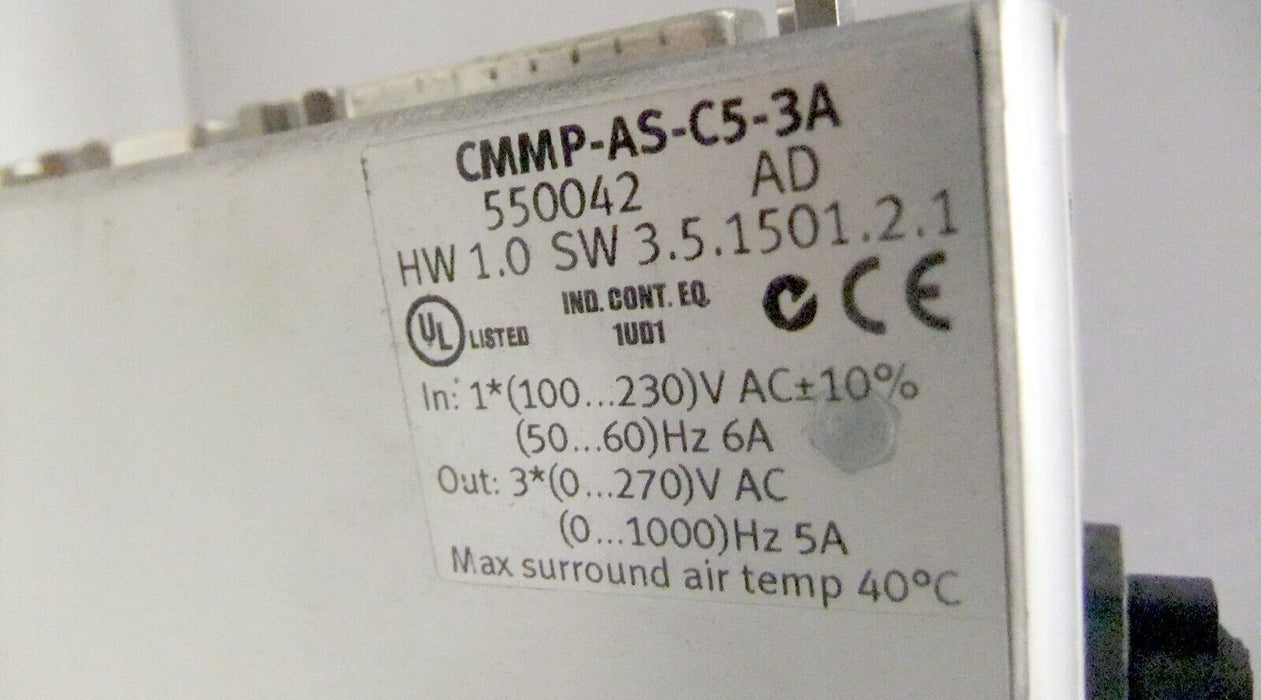 CMMP-AS-C5-3A
550042 AD
HW 1.0 SW 3.5.1501.2.1
UL LISTED IND. CONT. EQ. 1UD1 CE
In: 1*(100...230)V AC±10%
(50...60)Hz 6A
Out: 3*(0...270)V AC
(0...1000)Hz 5A
Max surround air temp 40°C